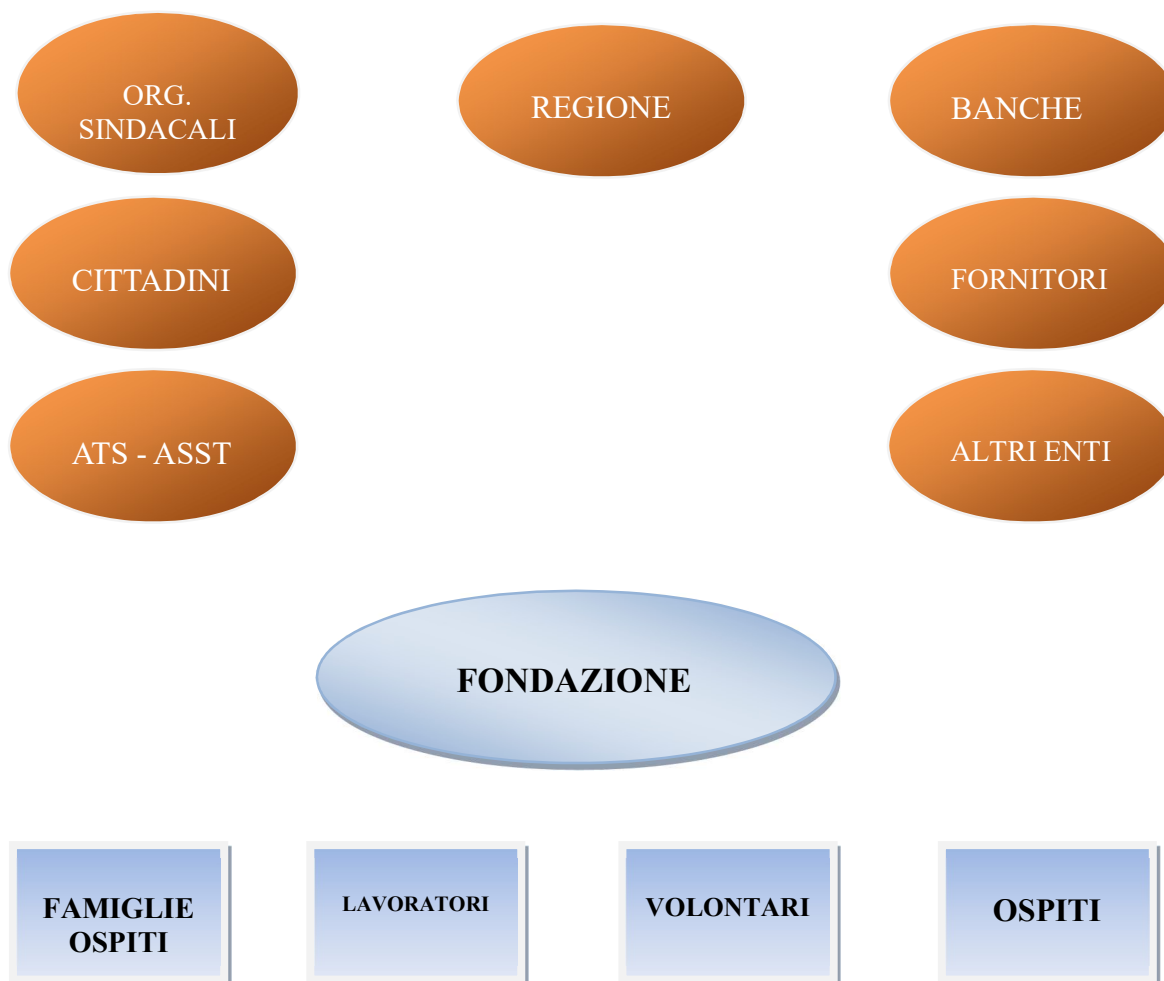 ORG.
SINDACALI
REGIONE
BANCHE
CITTADINI
FORNITORI
ATS - ASST
ALTRI ENTI
FONDAZIONE
FAMIGLIE
OSPITI
LAVORATORI
VOLONTARI
OSPITI